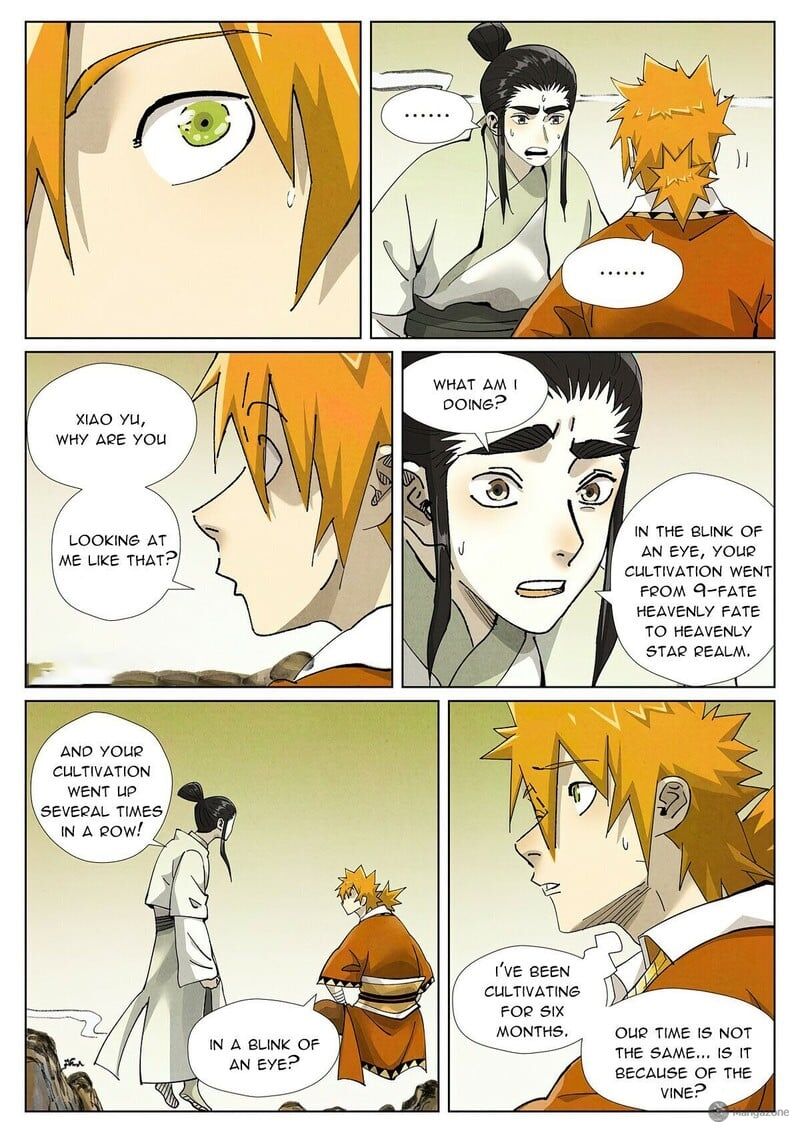 ......
......
XIAO YU,
WHY ARE YOU
LOOKING AT
ME LIKE THAT?
WHAT AM I
DOING?
IN THE BLINK OF
AN EYE, YOUR
CULTIVATION WENT
FROM 9-FATE
HEAVENLY FATE
TO HEAVENLY
STAR REALM.
AND YOUR
CULTIVATION
WENT UP
SEVERAL TIMES
IN A ROW!
IN A BLINK OF
AN EYE?
I'VE BEEN
CULTIVATING
FOR SIX
MONTHS.
OUR TIME IS NOT
THE SAME... IS IT
BECAUSE OF THE
VINE?
Mangazone